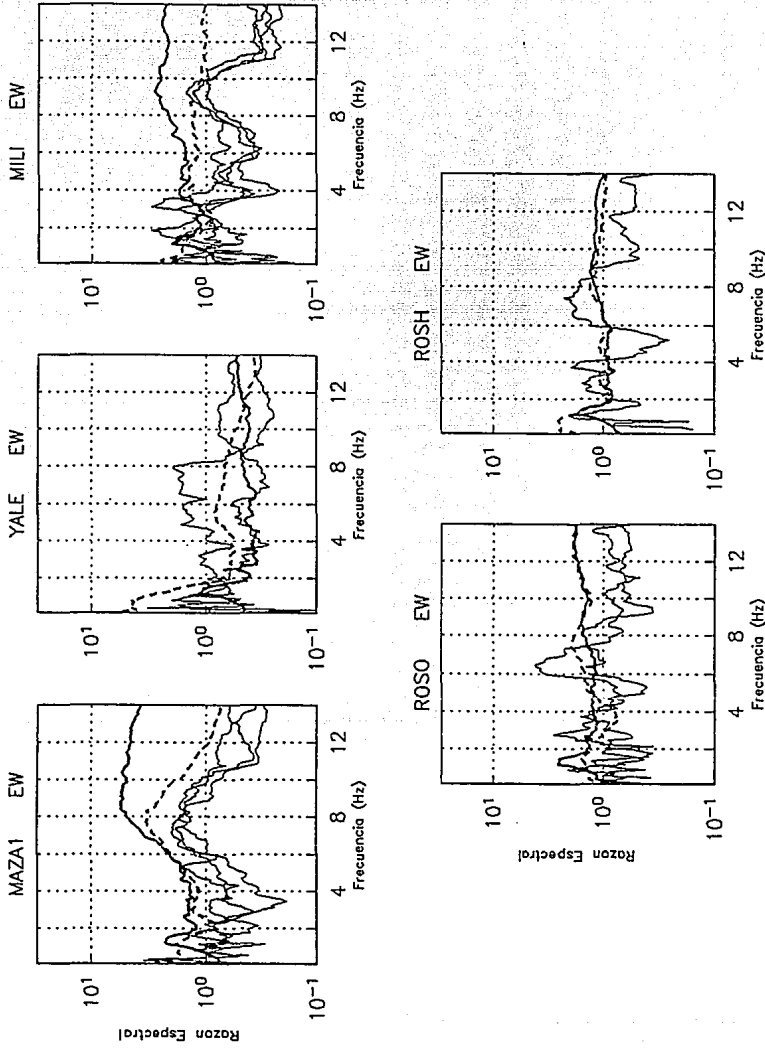 MAZA1 EW
Razon Espectral
10¹
10⁰
10⁻¹
4
8
12
Frecuencia (Hz)
YALE EW
10¹
10⁰
10⁻¹
4
8
12
Frecuencia (Hz)
MILI EW
10¹
10⁰
10⁻¹
4
8
12
Frecuencia (Hz)
ROSO EW
Razon Espectral
10¹
10⁰
10⁻¹
4
8
12
Frecuencia (Hz)
ROSH EW
10¹
10⁰
10⁻¹
4
8
12
Frecuencia (Hz)